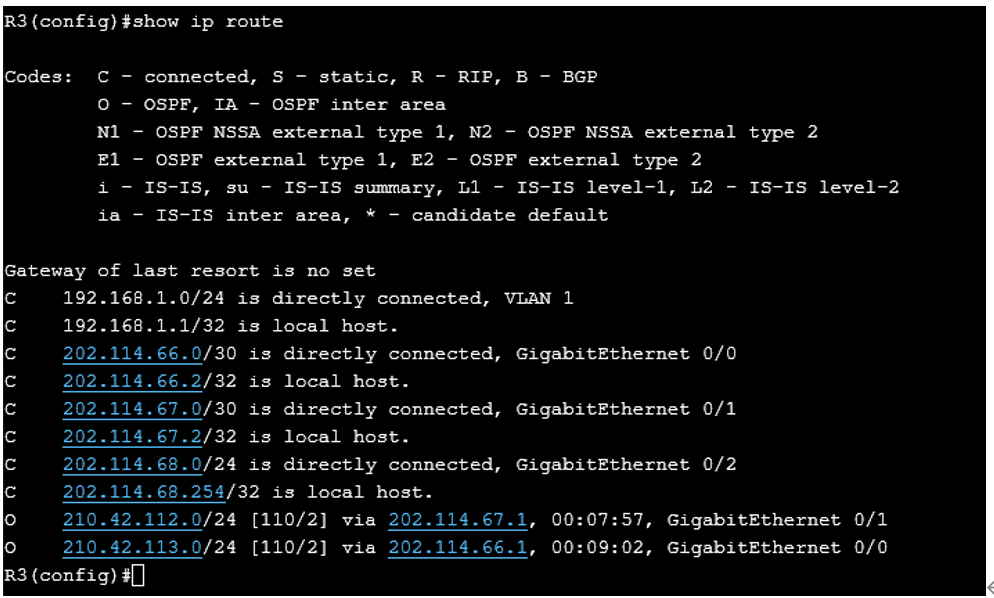 R3(config)#show ip route
Codes:  C - connected, S - static, R - RIP, B - BGP
        O - OSPF, IA - OSPF inter area
        N1 - OSPF NSSA external type 1, N2 - OSPF NSSA external type 2
        E1 - OSPF external type 1, E2 - OSPF external type 2
        i - IS-IS, su - IS-IS summary, L1 - IS-IS level-1, L2 - IS-IS level-2
        ia - IS-IS inter area, * - candidate default
Gateway of last resort is no set
C    192.168.1.0/24 is directly connected, VLAN 1
C    192.168.1.1/32 is local host.
C    202.114.66.0/30 is directly connected, GigabitEthernet 0/0
C    202.114.66.2/32 is local host.
C    202.114.67.0/30 is directly connected, GigabitEthernet 0/1
C    202.114.67.2/32 is local host.
C    202.114.68.0/24 is directly connected, GigabitEthernet 0/2
C    202.114.68.254/32 is local host.
O    210.42.112.0/24 [110/2] via 202.114.67.1, 00:07:57, GigabitEthernet 0/1
O    210.42.113.0/24 [110/2] via 202.114.66.1, 00:09:02, GigabitEthernet 0/0
R3(config)#